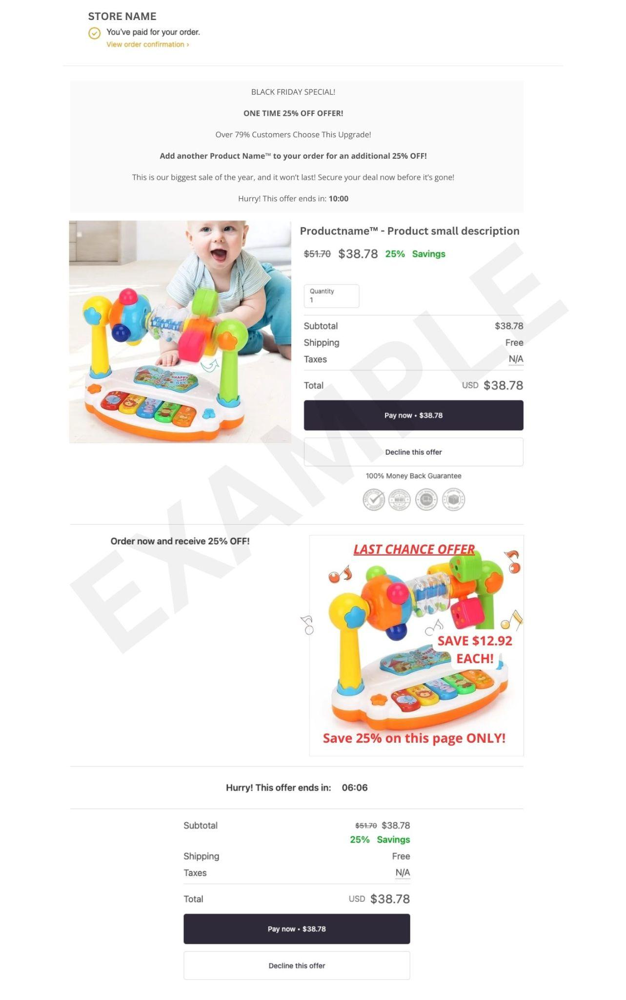 STORE NAME
You've paid for your order.
View order confirmation ›
BLACK FRIDAY SPECIAL!
ONE TIME 25% OFF OFFER!
Over 79% Customers Choose This Upgrade!
Add another Product Name™ to your order for an additional 25% OFF!
This is our biggest sale of the year, and it won't last! Secure your deal now before it's gone!
Hurry! This offer ends in: 10:00
Productname™ - Product small description
$51.70 $38.78 25% Savings
Quantity
1
Subtotal $38.78
Shipping Free
Taxes N/A
Total USD $38.78
Pay now • $38.78
Decline this offer
100% Money Back Guarantee
HAPPY
DAY!
EXAMPLE
Order now and receive 25% OFF!
LAST CHANCE OFFER
SAVE $12.92
EACH!
Save 25% on this page ONLY!
Hurry! This offer ends in: 06:06
Subtotal $51.70 $38.78
25% Savings
Shipping Free
Taxes N/A
Total USD $38.78
Pay now • $38.78
Decline this offer